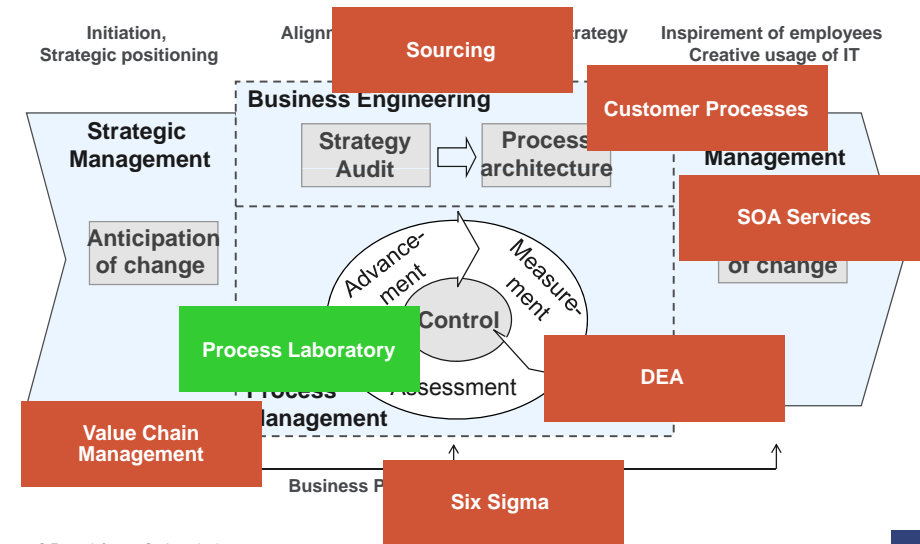 Initiation,
Strategic positioning
Sourcing
trategy
Inspirement of employees
Creative usage of IT
Business Engineering
Customer Processes
Strategic
Management
Strategy
Audit
Process
architecture
Management
SOA Services
Anticipation
of change
of change
Advance-
ment
Measure-
ment
Control
Process Laboratory
Assessment
DEA
Process
Management
Value Chain
Management
Business P
Six Sigma